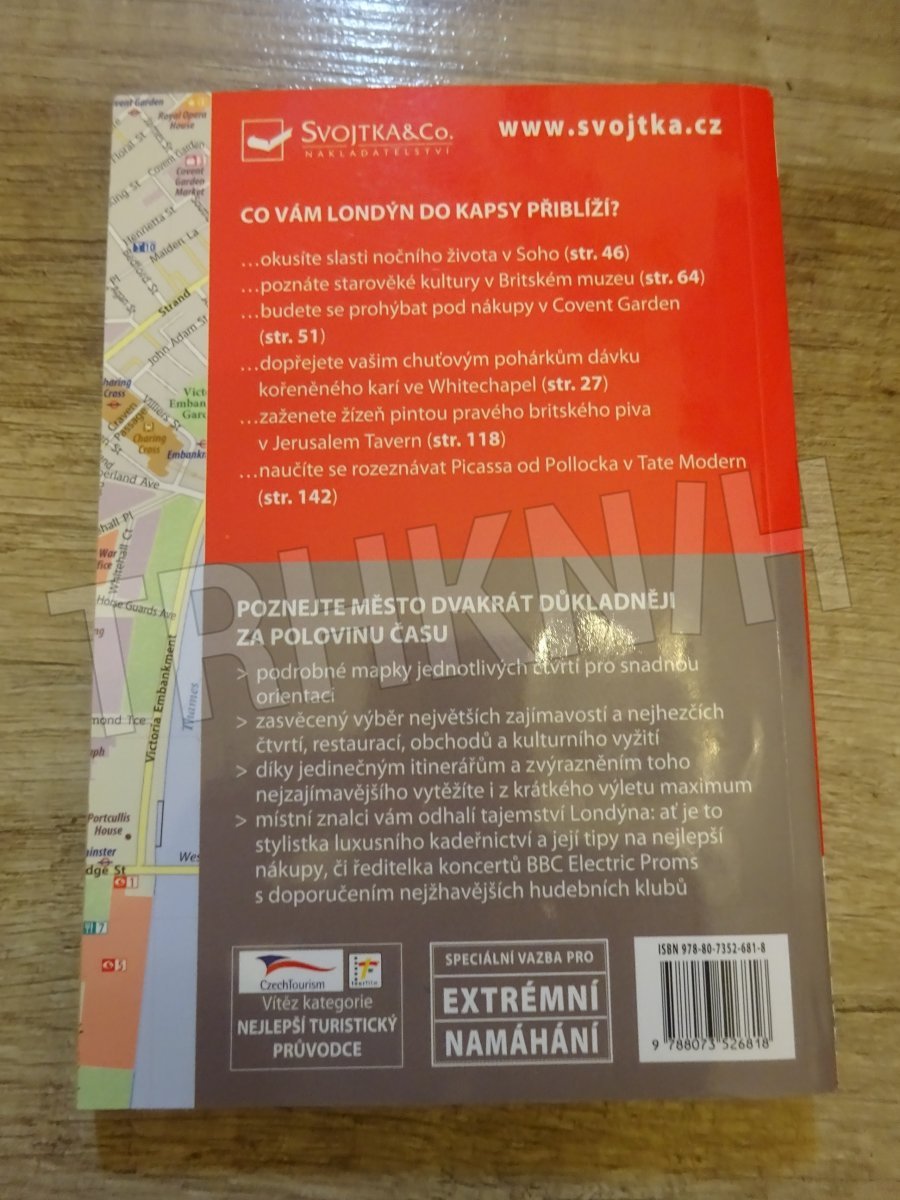 SVOJTKA&CO.
NAKLADATELSTVÍ
www.svojtka.cz
CO VÁM LONDÝN DO KAPSY PŘIBLÍŽÍ?
...okusíte slasti nočního života v Soho (str. 46)
...poznáte starověké kultury v Britském muzeu (str. 64)
...budete se prohýbat pod nákupy v Covent Garden
(str. 51)
...dopřejete vašim chuťovým pohárkům dávku
kořeněného karí ve Whitechapel (str. 27)
...zaženete žízeň pintou pravého britského piva
v Jerusalem Tavern (str. 118)
...naučíte se rozeznávat Picassa od Pollocka v Tate Modern
(str. 142)
POZNEJTE MĚSTO DVAKRÁT DŮKLADNĚJI
ZA POLOVINU ČASU
> podrobné mapky jednotlivých čtvrtí pro snadnou
orientaci
> zasvěcený výběr největších zajímavostí a nejhezčích
čtvrtí, restaurací, obchodů a kulturního vyžití
> díky jedinečným itinerářům a zvýrazněním toho
nejzajímavějšího vytěžíte i z krátkého výletu maximum
> místní znalci vám odhalí tajemství Londýna: ať je to
stylistka luxusního kadeřnictví a její tipy na nejlepší
nákupy, či ředitelka koncertů BBC Electric Proms
s doporučením nejžhavějších hudebních klubů
CzechTourism
Vítěz kategorie
NEJLEPŠÍ TURISTICKÝ
PRŮVODCE
SPECIÁLNÍ VAZBA PRO
EXTRÉMNÍ
NAMÁHÁNÍ
ISBN 978-80-7352-681-8
9 788073 526818
Royal Opera
House
Covent Garden
Covent
Garden
Market
Henrietta St
Maiden La
Bedford St
10
Strand
John Adam St
Villiers St
Craven
Passage
Charing
Cross
Whitehall Ct
Horse Guards Ave
Victoria Embankment
Thames
Portcullis
House
1
7
5
TRHKNIH